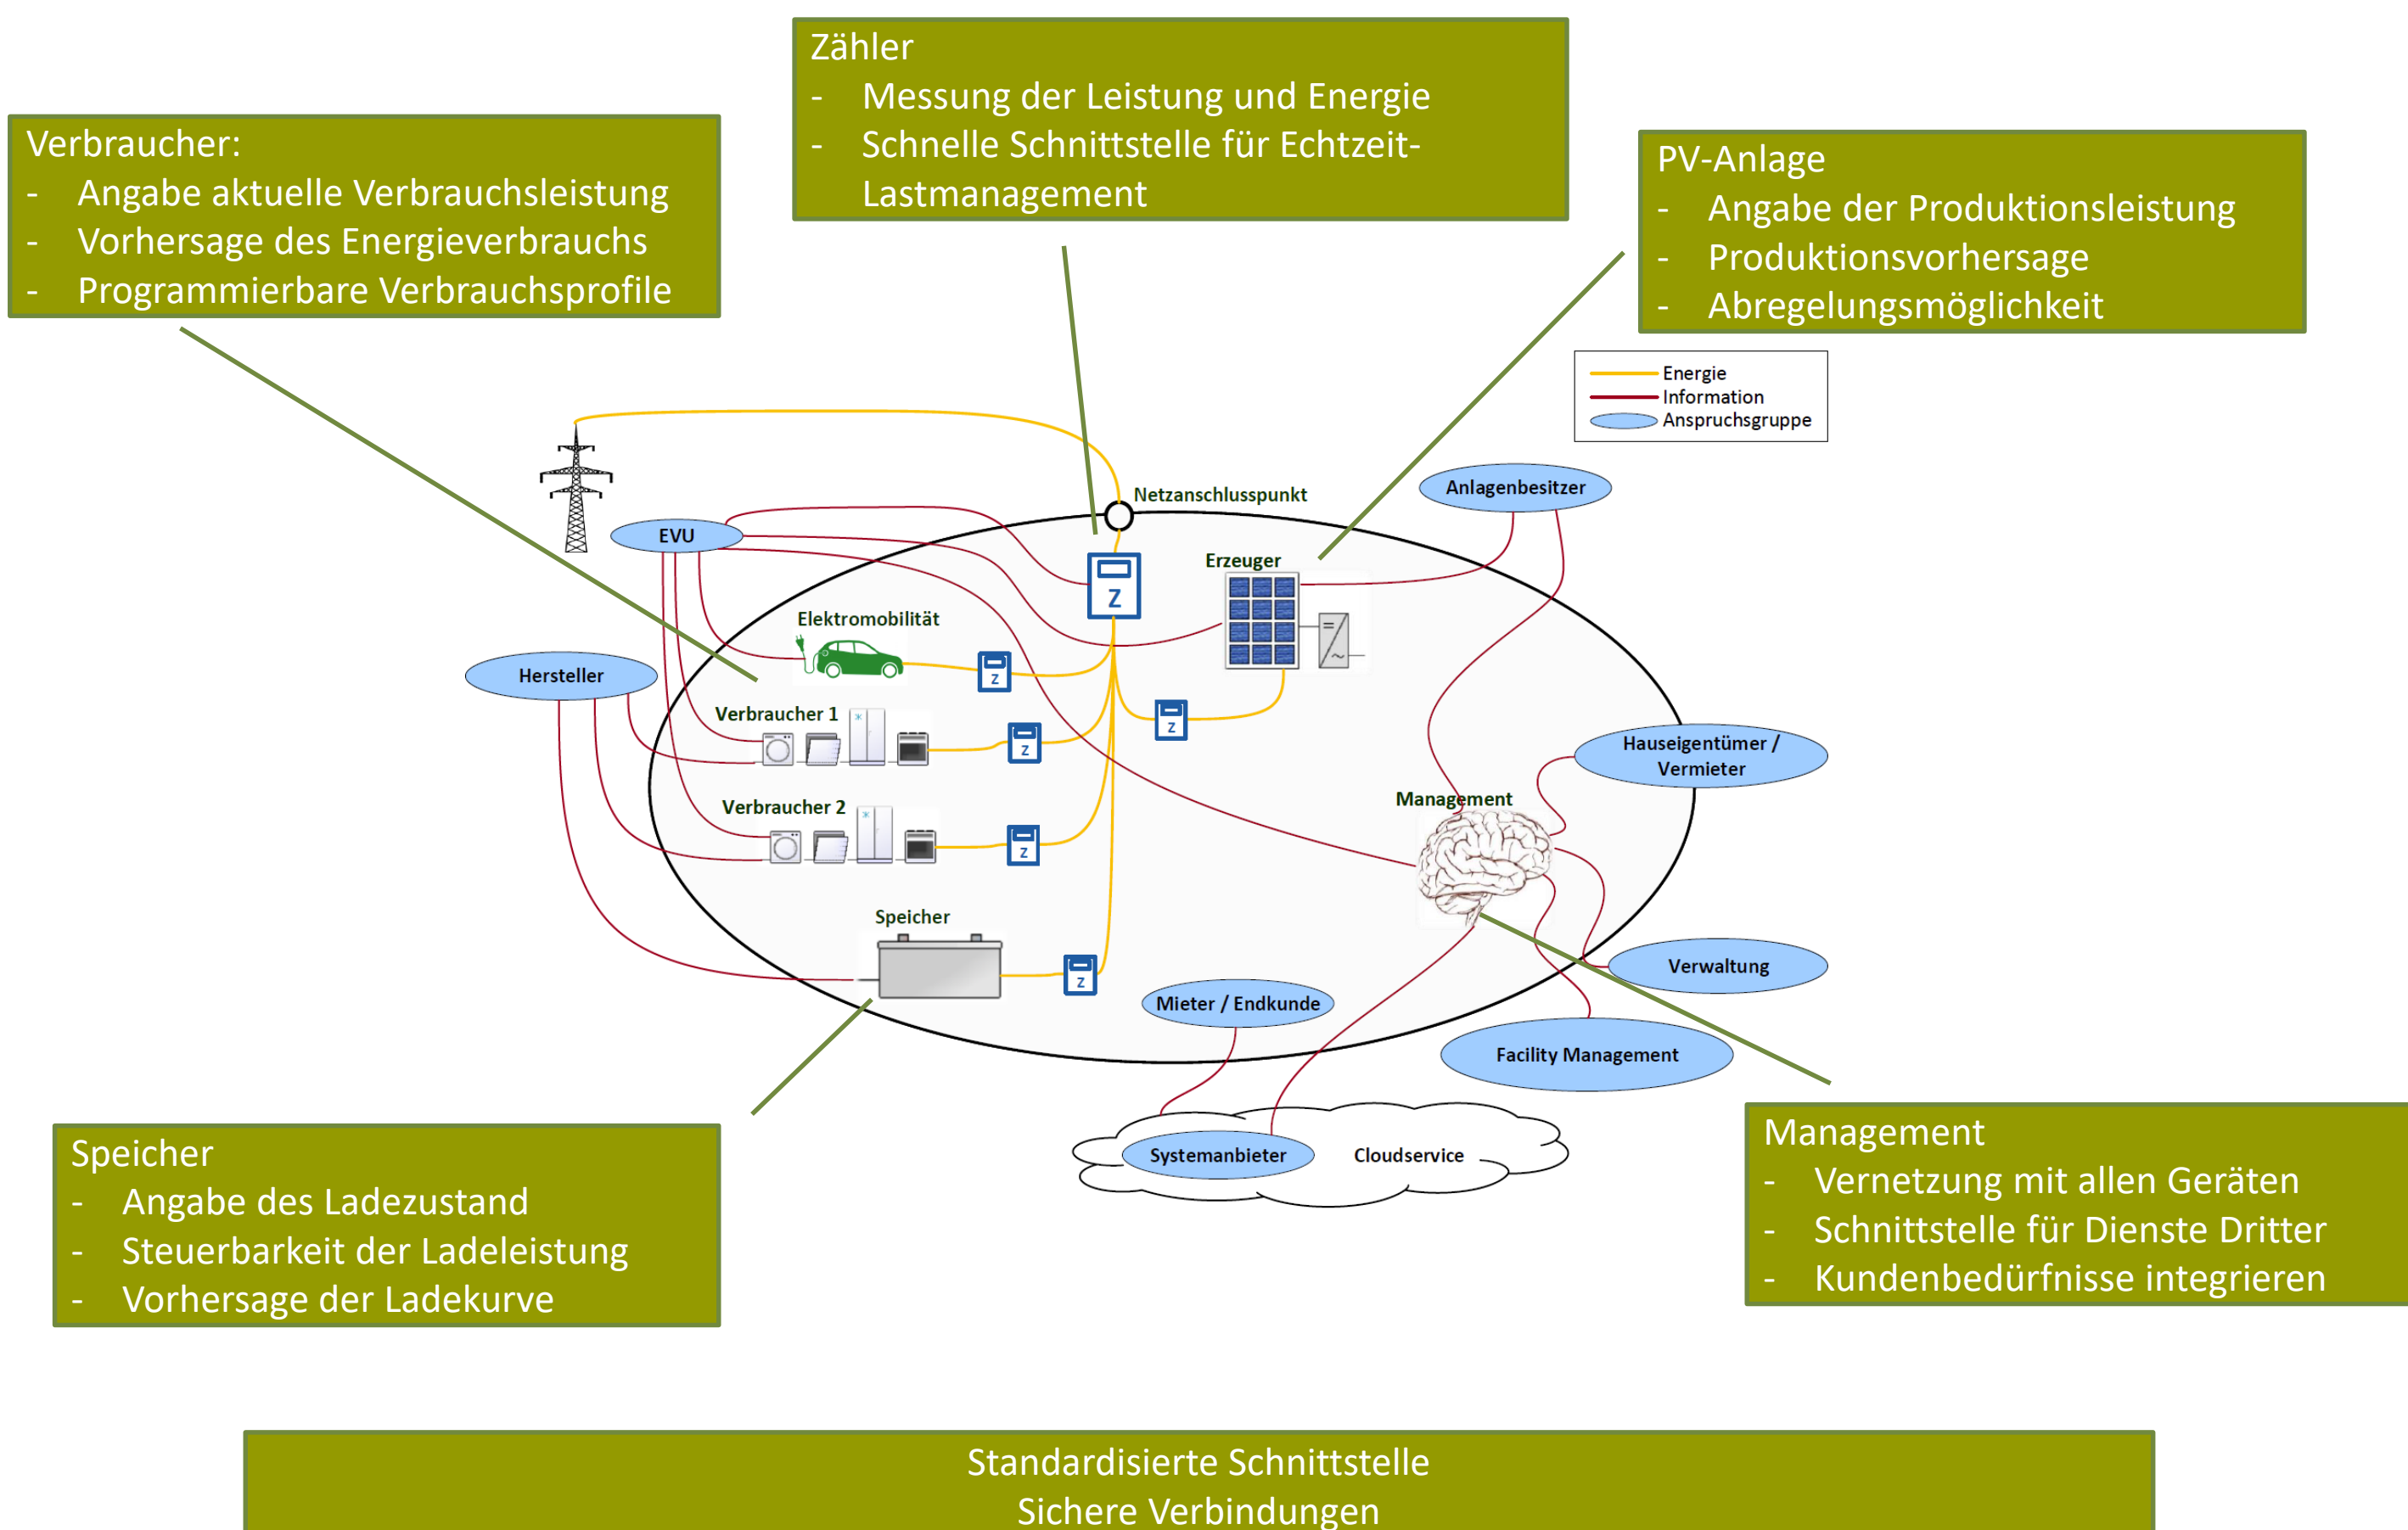 Zähler
- Messung der Leistung und Energie
- Schnelle Schnittstelle für Echtzeit-
Lastmanagement
Verbraucher:
- Angabe aktuelle Verbrauchsleistung
- Vorhersage des Energieverbrauchs
- Programmierbare Verbrauchsprofile
PV-Anlage
- Angabe der Produktionsleistung
- Produktionsvorhersage
- Abregelungsmöglichkeit
Energie
Information
Anspruchsgruppe
Netzanschlusspunkt
Anlagenbesitzer
EVU
Erzeuger
Z
=
~
Elektromobilität
Z
Hersteller
Verbraucher 1
Z
Z
Hauseigentümer /
Vermieter
Verbraucher 2
Z
Management
Speicher
Z
Verwaltung
Mieter / Endkunde
Facility Management
Systemanbieter
Cloudservice
Speicher
- Angabe des Ladezustand
- Steuerbarkeit der Ladeleistung
- Vorhersage der Ladekurve
Management
- Vernetzung mit allen Geräten
- Schnittstelle für Dienste Dritter
- Kundenbedürfnisse integrieren
Standardisierte Schnittstelle
Sichere Verbindungen